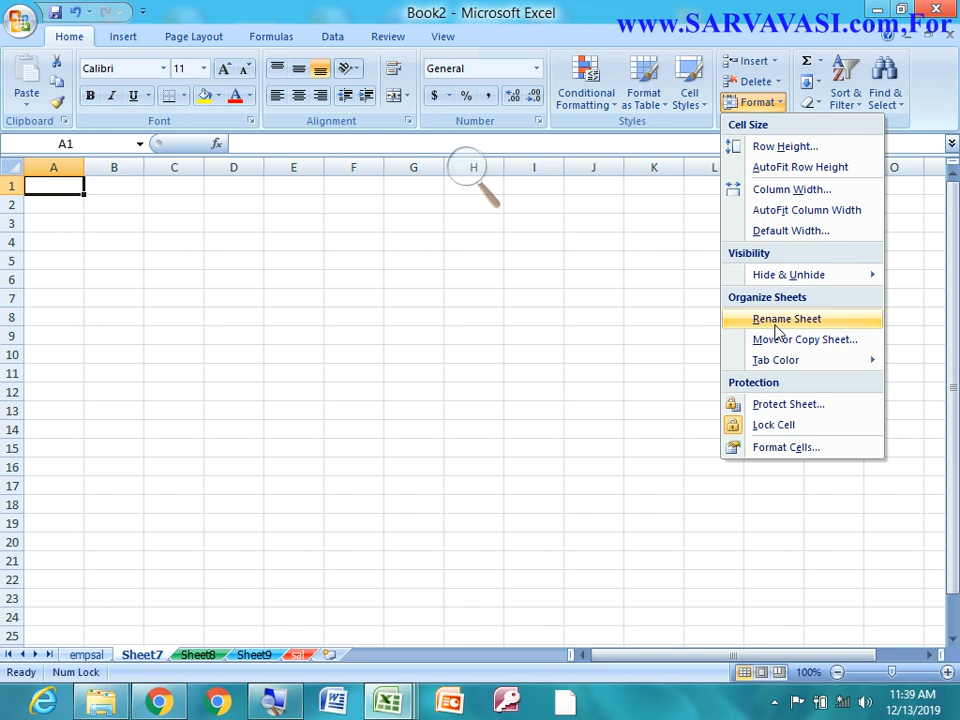 Book2 - Microsoft Excel
www.SARVAVASI.com,For
Home Insert Page Layout Formulas Data Review View
Paste
Clipboard
Calibri 11
B I U
Font
Alignment
General
$ % ,
Number
Conditional Formatting
Format as Table
Cell Styles
Styles
Insert
Delete
Format
Σ
Sort & Filter
Find & Select
A1 fx
A B C D E F G H I J K L O
1
2
3
4
5
6
7
8
9
10
11
12
13
14
15
16
17
18
19
20
21
22
23
24
25
Cell Size
Row Height...
AutoFit Row Height
Column Width...
AutoFit Column Width
Default Width...
Visibility
Hide & Unhide
Organize Sheets
Rename Sheet
Move or Copy Sheet...
Tab Color
Protection
Protect Sheet...
Lock Cell
Format Cells...
empsal Sheet7 Sheet8 Sheet9 sal
Ready Num Lock 100%
11:39 AM
12/13/2019